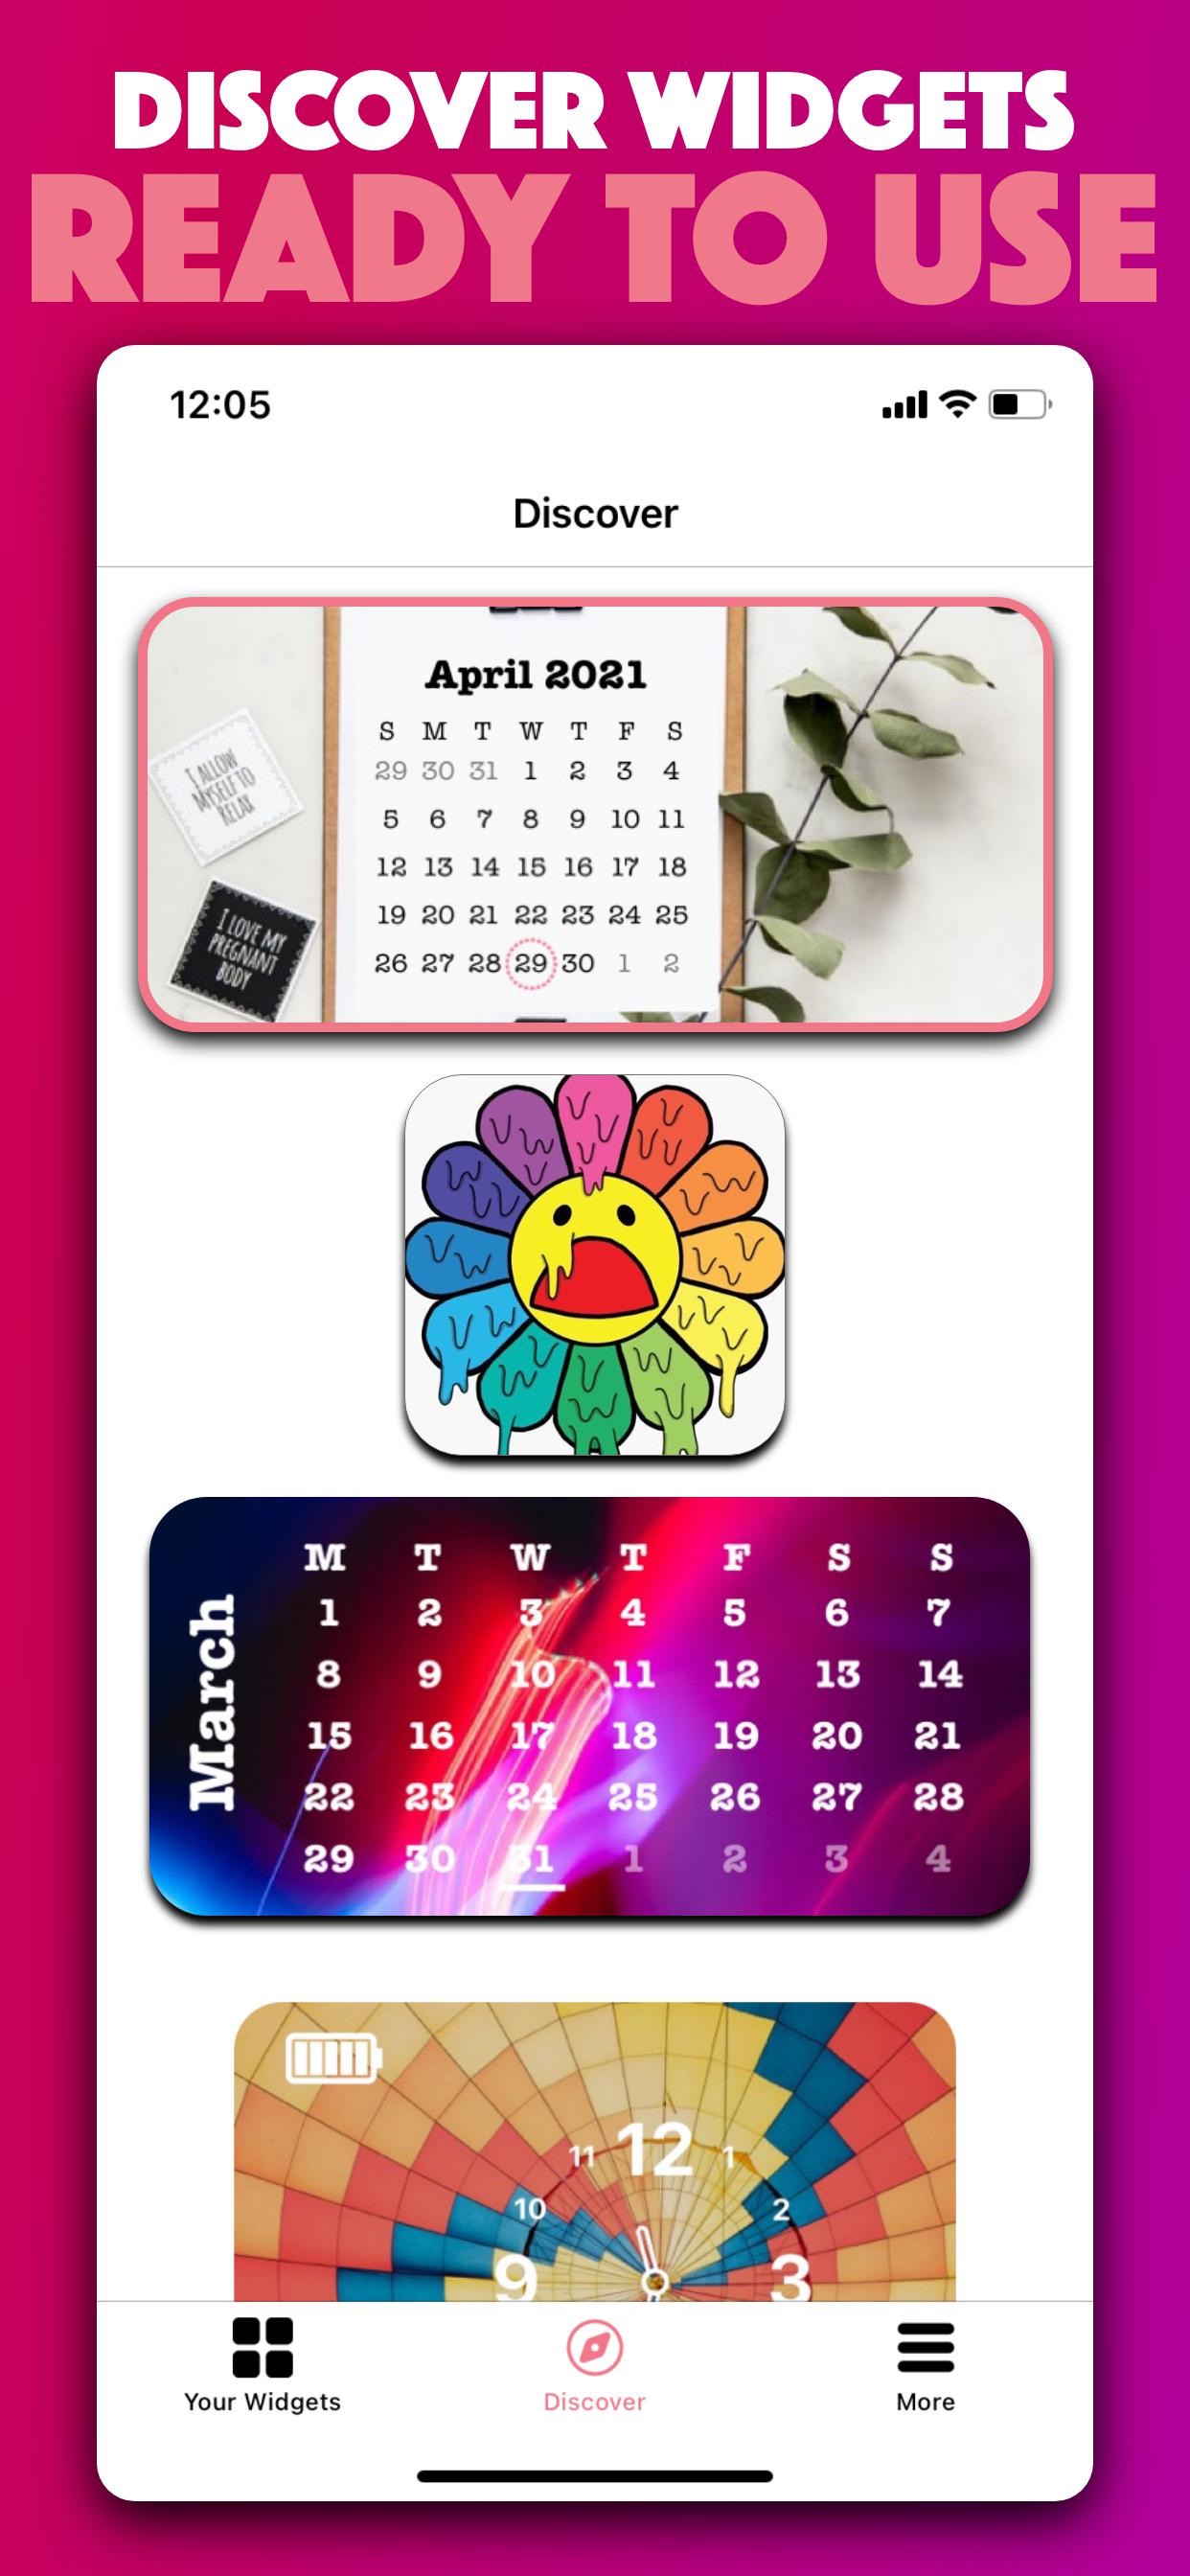 DISCOVER WIDGETS
READY TO USE
12:05
Discover
April 2021
S M T W T F S
29 30 31 1 2 3 4
5 6 7 8 9 10 11
12 13 14 15 16 17 18
19 20 21 22 23 24 25
26 27 28 29 30 1 2
I ALLOW
MYSELF TO
RELAX
I LOVE MY
PREGNANT
BODY
March
M T W T F S S
1 2 3 4 5 6 7
8 9 10 11 12 13 14
15 16 17 18 19 20 21
22 23 24 25 26 27 28
29 30 31 1 2 3 4
11 12 1
10 2
9 3
Your Widgets Discover More